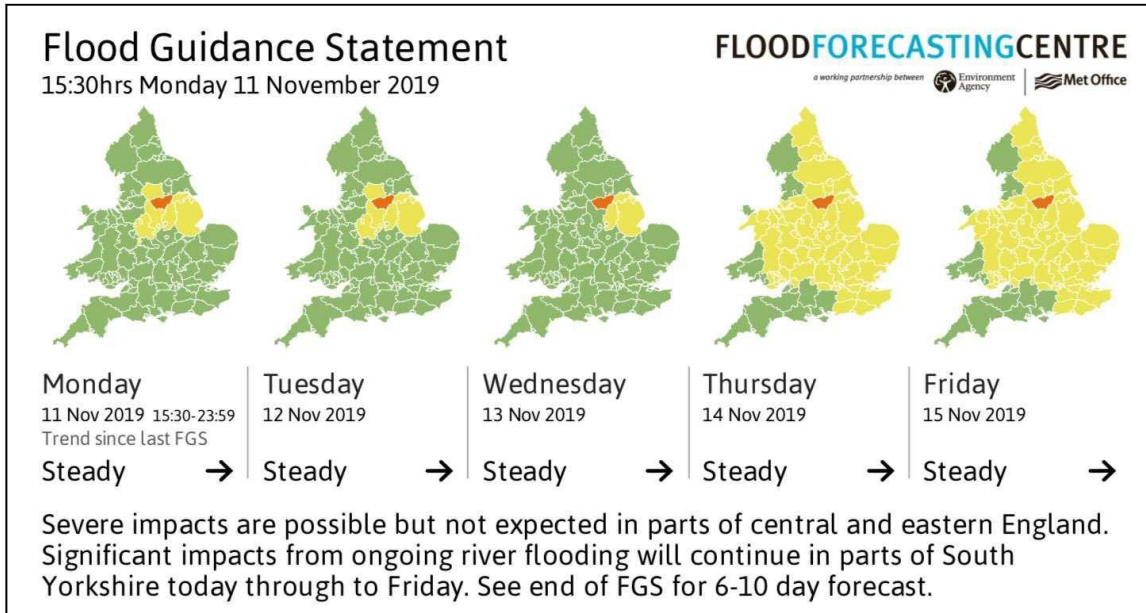 Flood Guidance Statement
15:30hrs Monday 11 November 2019
FLOODFORECASTINGCENTRE
a working partnership between
Environment
Agency
Met Office
Monday
11 Nov 2019 15:30-23:59
Trend since last FGS
Steady
Tuesday
12 Nov 2019
Steady
Wednesday
13 Nov 2019
Steady
Thursday
14 Nov 2019
Steady
Friday
15 Nov 2019
Steady
Severe impacts are possible but not expected in parts of central and eastern England.
Significant impacts from ongoing river flooding will continue in parts of South
Yorkshire today through to Friday. See end of FGS for 6-10 day forecast.